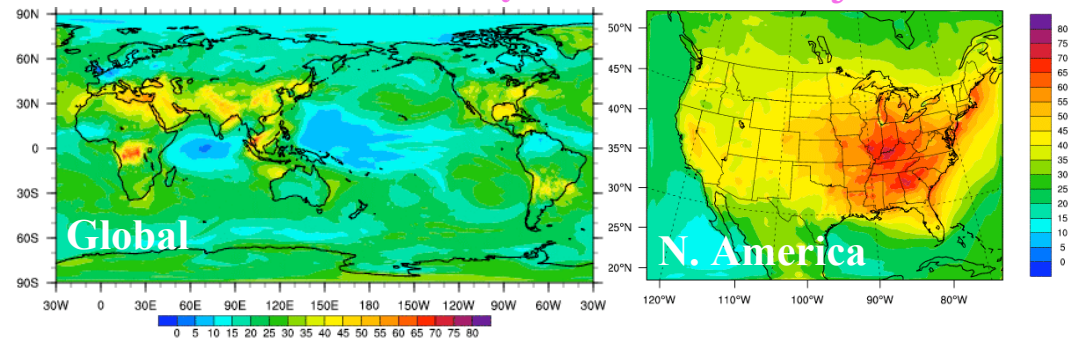 90N
60N
30N
0
30S
60S
90S
Global
30W 0 30E 60E 90E 120E 150E 180 150W 120W 90W 60W 30W
0 5 10 15 20 25 30 35 40 45 50 55 60 65 70 75 80
50°N
45°N
40°N
35°N
30°N
25°N
20°N
N. America
120°W 110°W 100°W 90°W 80°W
80
75
70
65
60
55
50
45
40
35
30
25
20
15
10
5
0